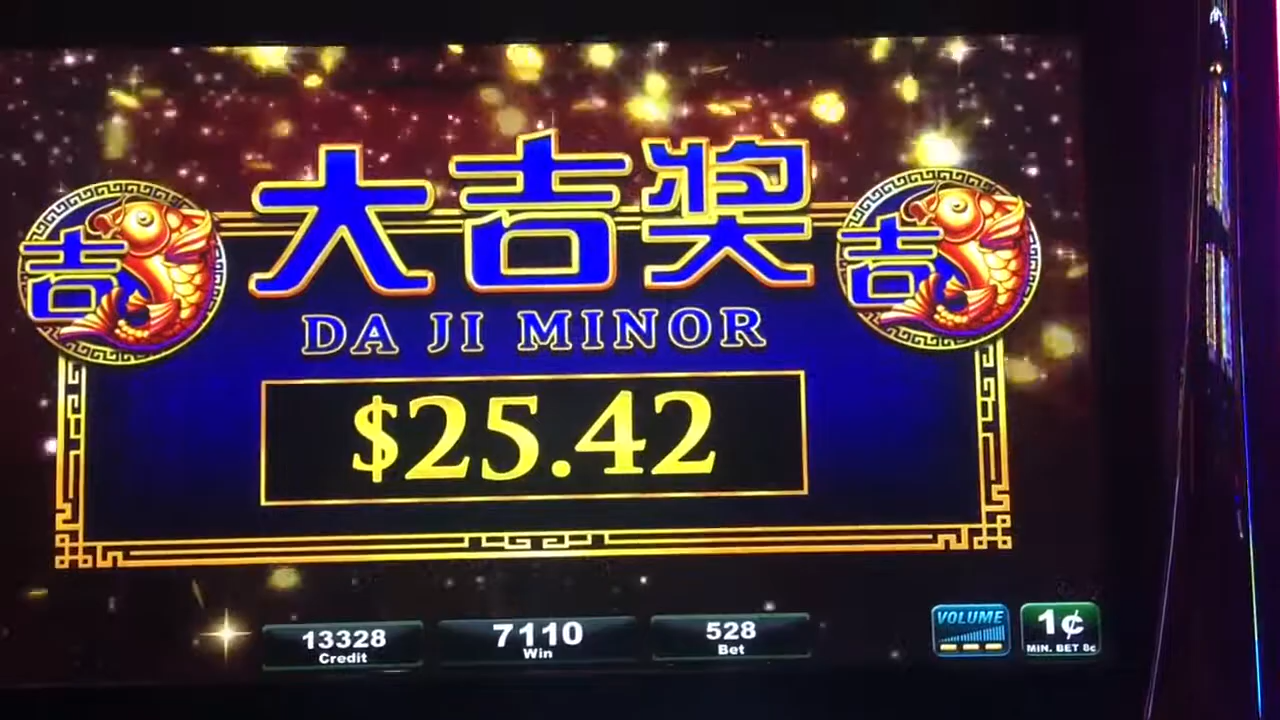 大吉奖
吉
吉
DA JI MINOR
$25.42
13328
Credit
7110
Win
528
Bet
VOLUME
1¢
MIN. BET 8¢